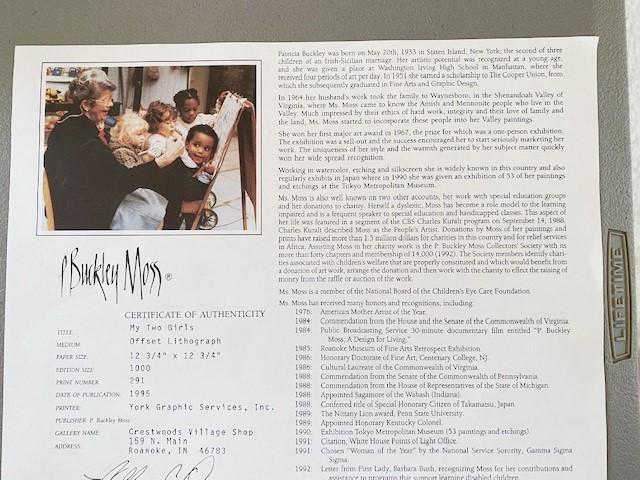 P Buckley Moss ®
CERTIFICATE OF AUTHENTICITY
TITLE: My Two Girls
MEDIUM: Offset Lithograph
PAPER SIZE: 12 3/4" x 12 3/4"
EDITION SIZE: 1000
PRINT NUMBER 291
DATE OF PUBLICATION: 1995
PRINTER: York Graphic Services, Inc.
PUBLISHER: P. Buckley Moss
GALLERY NAME: Crestwoods Village Shop
ADDRESS: 159 N. Main
Roanoke, IN 46783
Patricia Buckley was born on May 20th, 1933 in Staten Island, New York; the second of three
children of an Irish-Sicilian marriage. Her artistic potential was recognized at a young age,
and she was given a place at Washington Irving High School in Manhattan, where she
received four periods of art per day. In 1951 she earned a scholarship to The Cooper Union, from
which she subsequently graduated in Fine Arts and Graphic Design.
In 1964 her husband's work took the family to Waynesboro, in the Shenandoah Valley of
Virginia, where Ms. Moss came to know the Amish and Mennonite people who live in the
Valley. Much impressed by their ethics of hard work, integrity and their love of family and
the land, Ms. Moss started to incorporate these people into her Valley paintings.
She won her first major art award in 1967, the prize for which was a one-person exhibition.
The exhibition was a sell-out and the success encouraged her to start seriously marketing her
work. The uniqueness of style and the warmth generated by her subject matter quickly
won her wide spread recognition.
Working in watercolor, etching and silkscreen she is widely known in this country and also
regularly exhibits in Japan where in 1990 she was given an exhibition of 53 of her paintings
and etchings at the Tokyo Metropolitan Museum.
Ms. Moss is also well known on two other accounts, her work with special education groups
and her donations to charity. Herself a dyslectic, Moss has become a role model to the learning
impaired and is a frequent speaker to special education and handicapped classes. This aspect of
her life was featured in a segment of the CBS Charles Kuralt program on September 14, 1988.
Charles Kuralt described Moss as the People's Artist. Donations by Moss of her paintings and
prints have raised more than 1.5 million dollars for charities in this country and for relief services
in Africa. Assisting Moss in her charity work is the P. Buckley Moss Collectors' Society with its
more than forty chapters and membership of 14,000 (1992). The Society members identify chari-
ties associated with children's welfare that are properly constituted and which would benefit from
a donation of art work, arrange the donation and then work with the charity to effect the raising of
money from the raffle or auction of the work.
Ms. Moss is a member of the National Board of the Children's Eye Care Foundation.
Ms. Moss has received many honors and recognitions, including:
1976: American Mother Artist of the Year.
1984: Commendation from the House and the Senate of the Commonwealth of Virginia.
1984: Public Broadcasting Service 30-minute documentary film entitled "P. Buckley
Moss; A Design for Living."
1985: Roanoke Museum of Fine Arts Retrospect Exhibition.
1986: Honorary Doctorate of Fine Art, Centenary College, NJ.
1986: Cultural Laureate of the Commonwealth of Virginia.
1988: Commendation from the Senate of the Commonwealth of Pennsylvania.
1988: Commendation from the House of Representatives of the State of Michigan.
1988: Appointed Sagamore of the Wabash (Indiana).
1988: Conferred title of Special Honorary Citizen of Takamatsu, Japan.
1989: The Nittany Lion award, Penn State University.
1989: Appointed Honorary Kentucky Colonel.
1990: Exhibition Tokyo Metropolitan Museum (53 paintings and etchings).
1991: Citation, White House Points of Light Office.
1991: Chosen "Woman of the Year" by the National Service Sorority, Gamma Sigma
Sigma.
1992: Letter from First Lady, Barbara Bush, recognizing Moss for her contributions and
assistance to programs that support learning disabled children.
LIFETIME